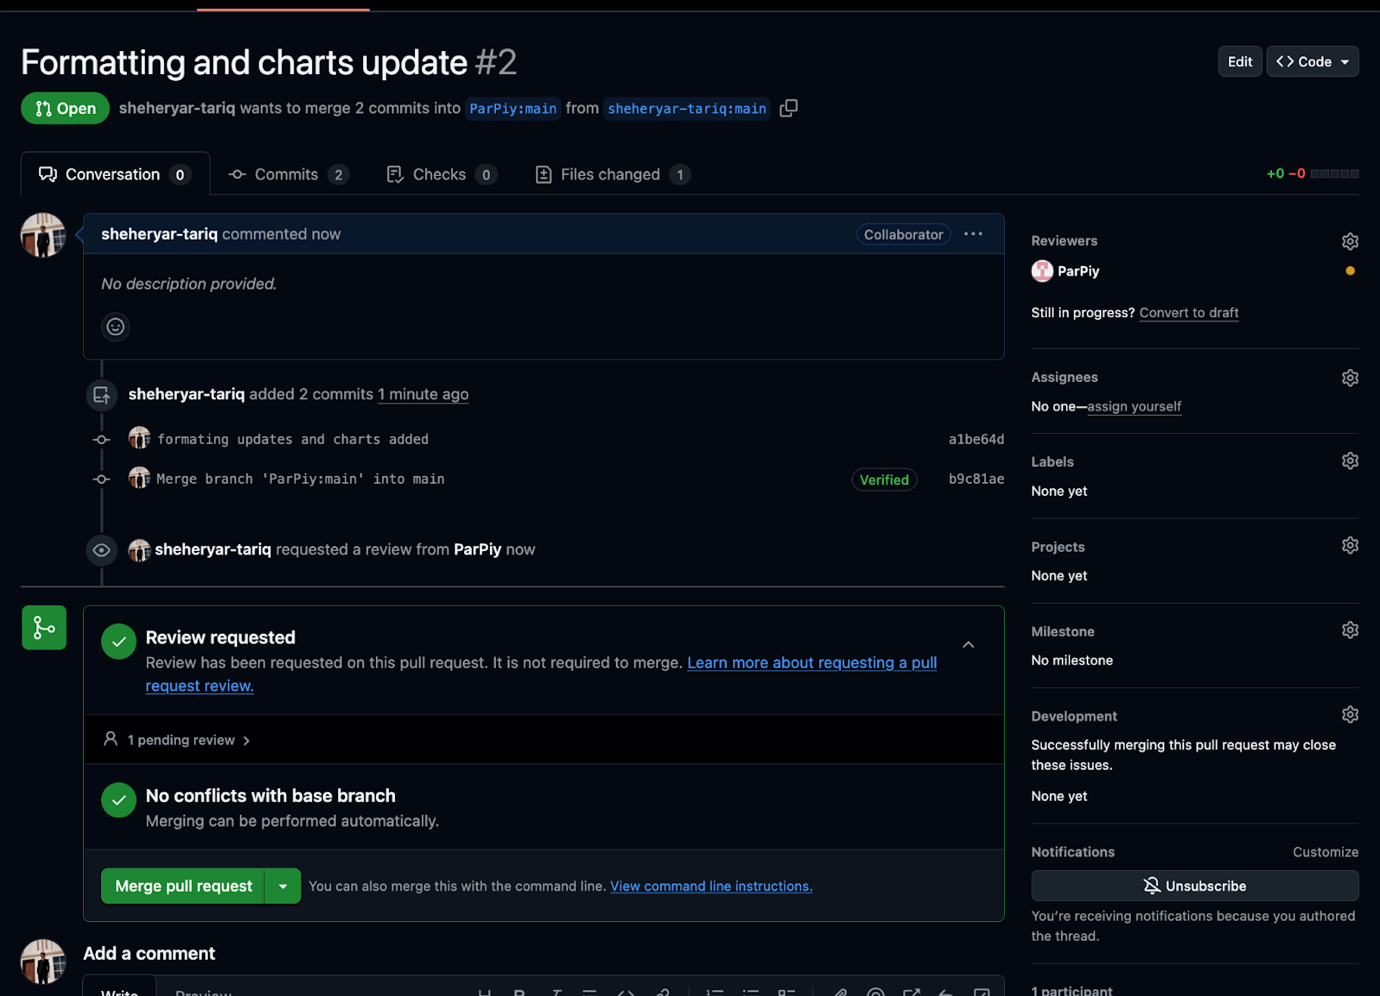 Formatting and charts update #2
Edit
<> Code
Open
sheheryar-tariq wants to merge 2 commits into ParPiy:main from sheheryar-tariq:main
Conversation 0
Commits 2
Checks 0
Files changed 1
+0 −0
sheheryar-tariq commented now
Collaborator
No description provided.
sheheryar-tariq added 2 commits 1 minute ago
formating updates and charts added
a1be64d
Merge branch 'ParPiy:main' into main
Verified
b9c81ae
sheheryar-tariq requested a review from ParPiy now
Review requested
Review has been requested on this pull request. It is not required to merge. Learn more about requesting a pull
request review.
1 pending review
No conflicts with base branch
Merging can be performed automatically.
Merge pull request
You can also merge this with the command line. View command line instructions.
Add a comment
Write
Preview
Reviewers
ParPiy
Still in progress? Convert to draft
Assignees
No one—assign yourself
Labels
None yet
Projects
None yet
Milestone
No milestone
Development
Successfully merging this pull request may close
these issues.
None yet
Notifications
Customize
Unsubscribe
You're receiving notifications because you authored
the thread.
1 participant